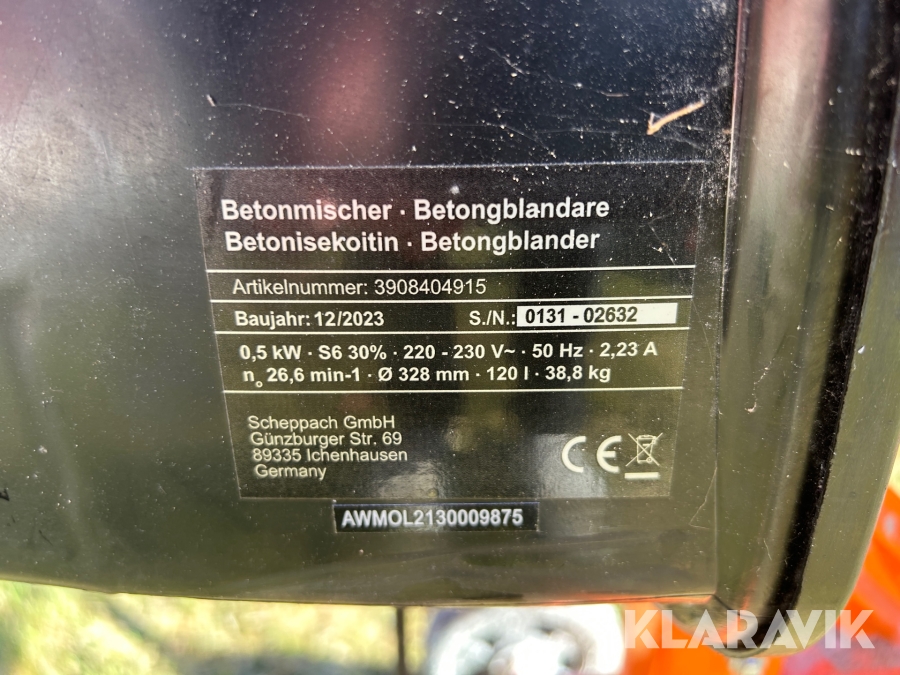 Betonmischer · Betongblandare
Betonisekoitin · Betongblander
Artikelnummer: 3908404915
Baujahr: 12/2023 S./N.: 0131 - 02632
0,5 kW · S6 30% · 220 - 230 V~ · 50 Hz · 2,23 A
n₀ 26,6 min-1 · Ø 328 mm · 120 l · 38,8 kg
Scheppach GmbH
Günzburger Str. 69
89335 Ichenhausen
Germany
CE
AWMOL2130009875
KLARAVIK